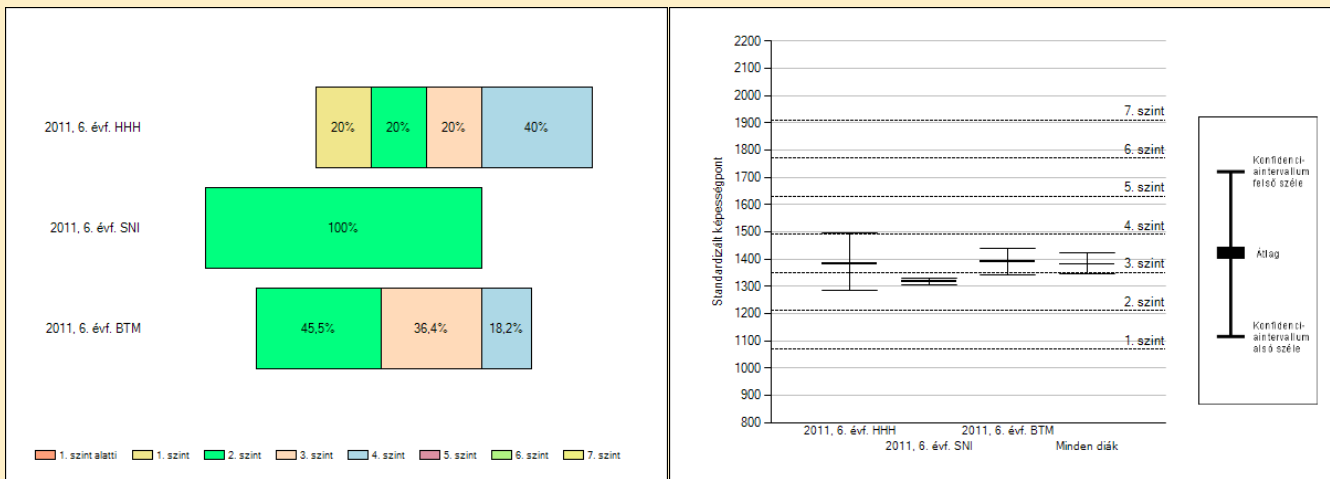 2011, 6. évf. HHH
20%
20%
20%
40%
2011, 6. évf. SNI
100%
2011, 6. évf. BTM
45,5%
36,4%
18,2%
1. szint alatti
1. szint
2. szint
3. szint
4. szint
5. szint
6. szint
7. szint
Standardizált képességpont
2200
2100
2000
1900
1800
1700
1600
1500
1400
1300
1200
1100
1000
900
800
7. szint
6. szint
5. szint
4. szint
3. szint
2. szint
1. szint
2011, 6. évf. HHH
2011, 6. évf. SNI
2011, 6. évf. BTM
Minden diák
Konfidenci-
aintervallum
felső széle
Átlag
Konfidenci-
aintervallum
alsó széle